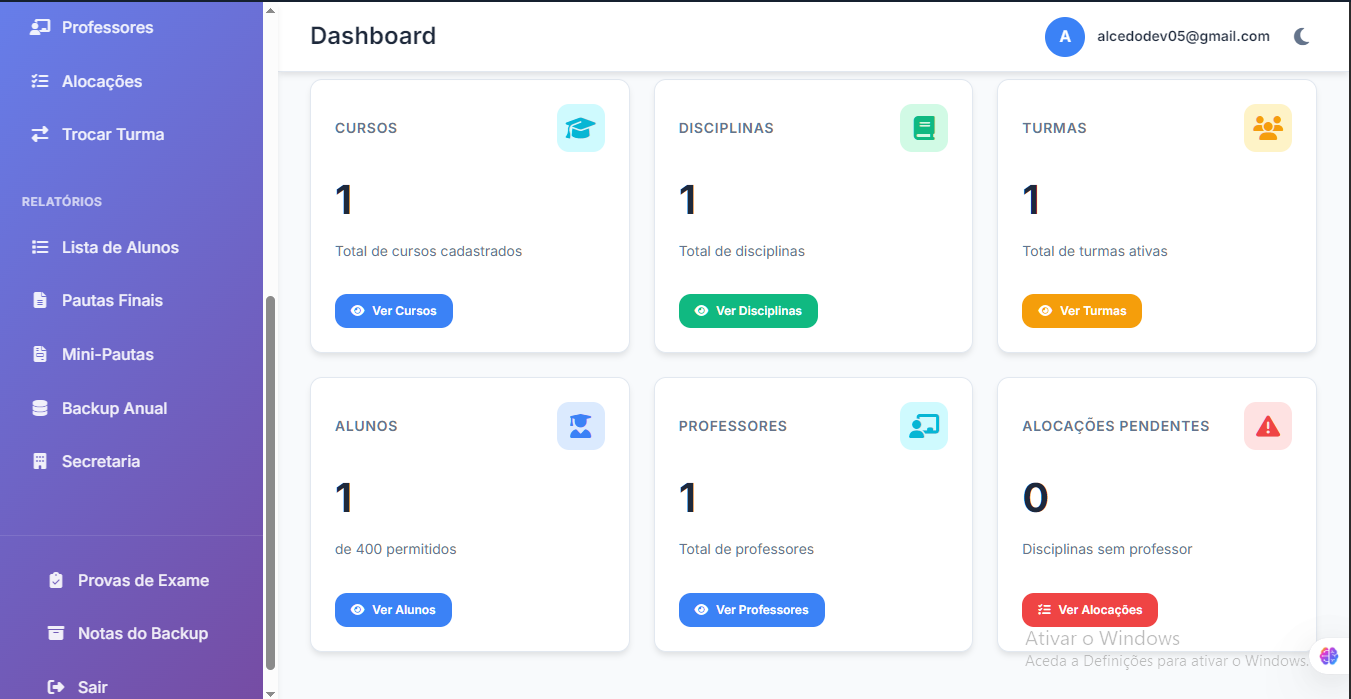 Professores
Alocações
Trocar Turma
RELATÓRIOS
Lista de Alunos
Pautas Finais
Mini-Pautas
Backup Anual
Secretaria
Provas de Exame
Notas do Backup
Sair
Dashboard
A
alcedodev05@gmail.com
CURSOS
1
Total de cursos cadastrados
Ver Cursos
DISCIPLINAS
1
Total de disciplinas
Ver Disciplinas
TURMAS
1
Total de turmas ativas
Ver Turmas
ALUNOS
1
de 400 permitidos
Ver Alunos
PROFESSORES
1
Total de professores
Ver Professores
ALOCAÇÕES PENDENTES
0
Disciplinas sem professor
Ver Alocações
Ativar o Windows
Aceda a Definições para ativar o Windows.